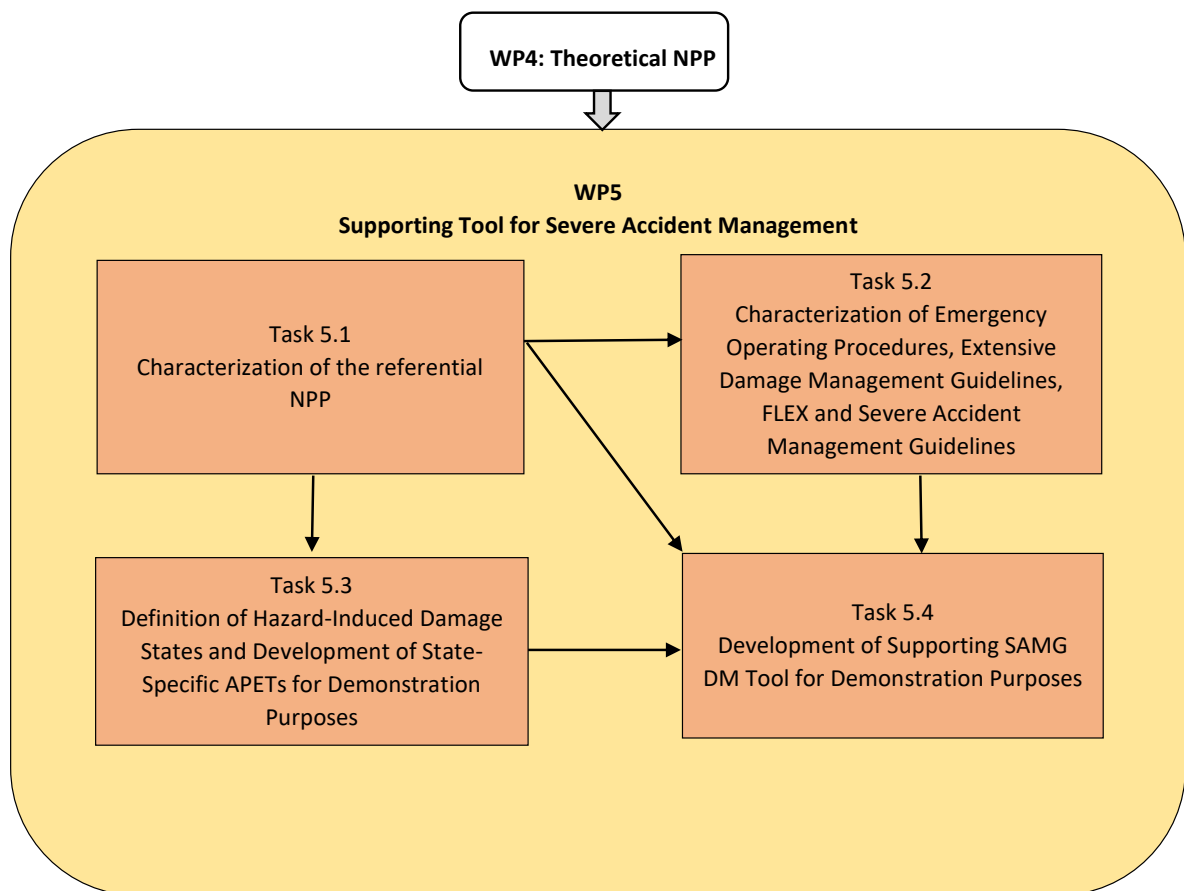 WP4: Theoretical NPP
WP5
Supporting Tool for Severe Accident Management
Task 5.1
Characterization of the referential
NPP
Task 5.2
Characterization of Emergency
Operating Procedures, Extensive
Damage Management Guidelines,
FLEX and Severe Accident
Management Guidelines
Task 5.3
Definition of Hazard-Induced Damage
States and Development of State-
Specific APETs for Demonstration
Purposes
Task 5.4
Development of Supporting SAMG
DM Tool for Demonstration Purposes